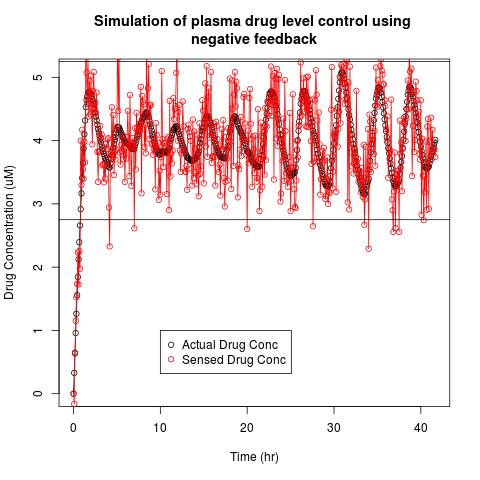 Simulation of plasma drug level control using
negative feedback
Drug Concentration (uM)
5
4
3
2
1
0
Actual Drug Conc
Sensed Drug Conc
0 10 20 30 40
Time (hr)